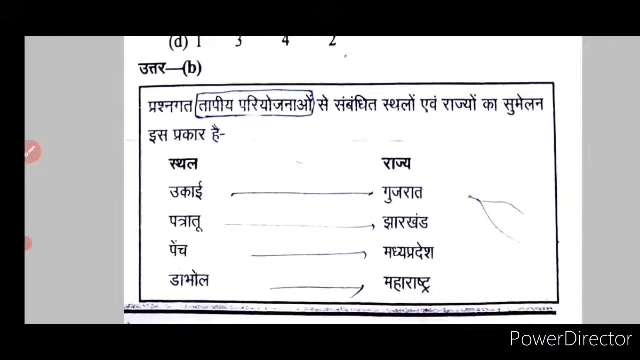 (d) 1 3 4 2
उत्तर—(b)
प्रश्नगत तापीय परियोजनाओं से संबंधित स्थलों एवं राज्यों का सुमेलन
इस प्रकार है-
स्थल राज्य
उकाई गुजरात
पत्रातू झारखंड
पेंच मध्यप्रदेश
डाभोल महाराष्ट्र
PowerDirector